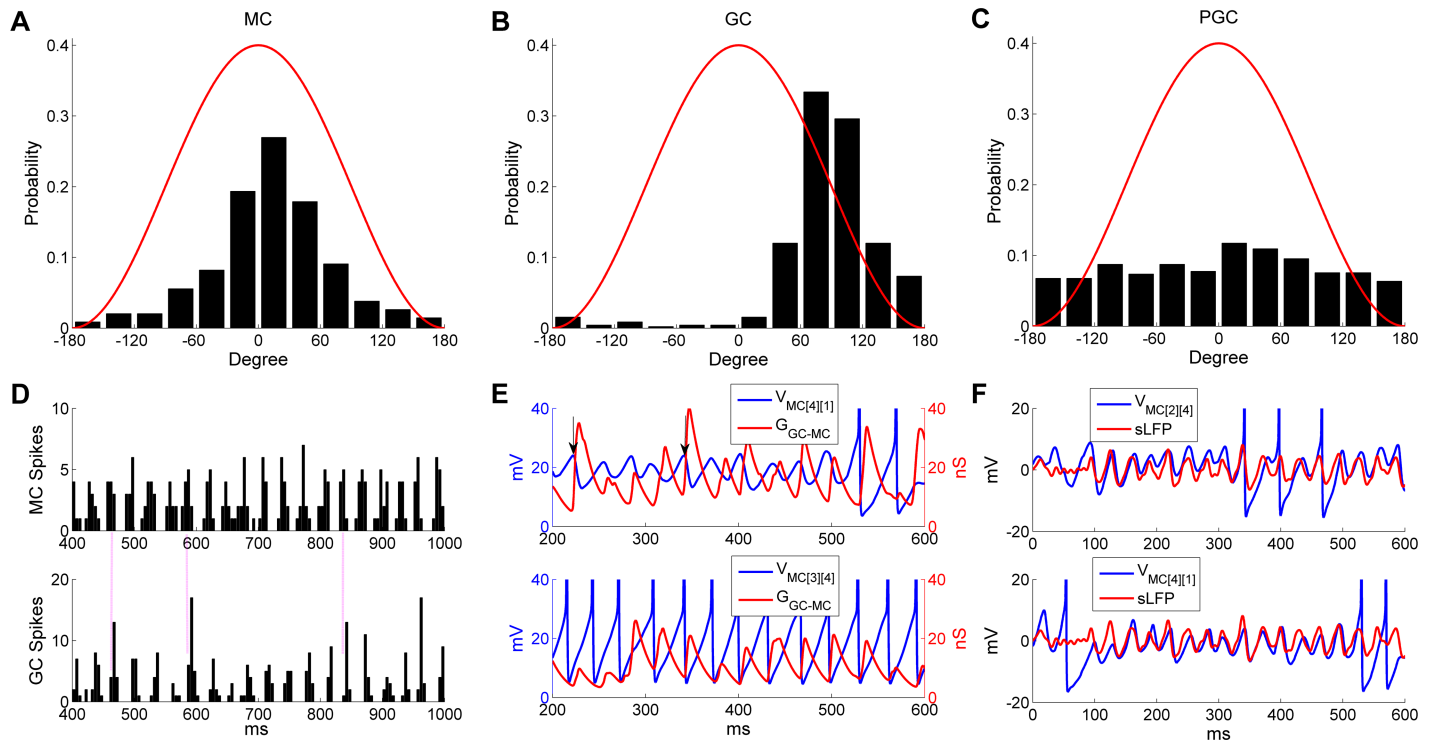 A
MC
0.4
0.3
0.2
0.1
0
Probability
-180 -120 -60 0 60 120 180
Degree
B
GC
0.4
0.3
0.2
0.1
0
Probability
-180 -120 -60 0 60 120 180
Degree
C
PGC
0.4
0.3
0.2
0.1
0
Probability
-180 -120 -60 0 60 120 180
Degree
D
10
5
0
MC Spikes
400 500 600 700 800 900 1000
20
10
0
GC Spikes
400 500 600 700 800 900 1000
ms
E
V MC[4][1]
G GC-MC
40
20
0
mV
40
20
0
nS
200 300 400 500 600
V MC[3][4]
G GC-MC
40
20
0
mV
40
20
0
nS
200 300 400 500 600
ms
F
V MC[2][4]
sLFP
20
0
-20
mV
0 100 200 300 400 500 600
V MC[4][1]
sLFP
20
0
-20
mV
0 100 200 300 400 500 600
ms